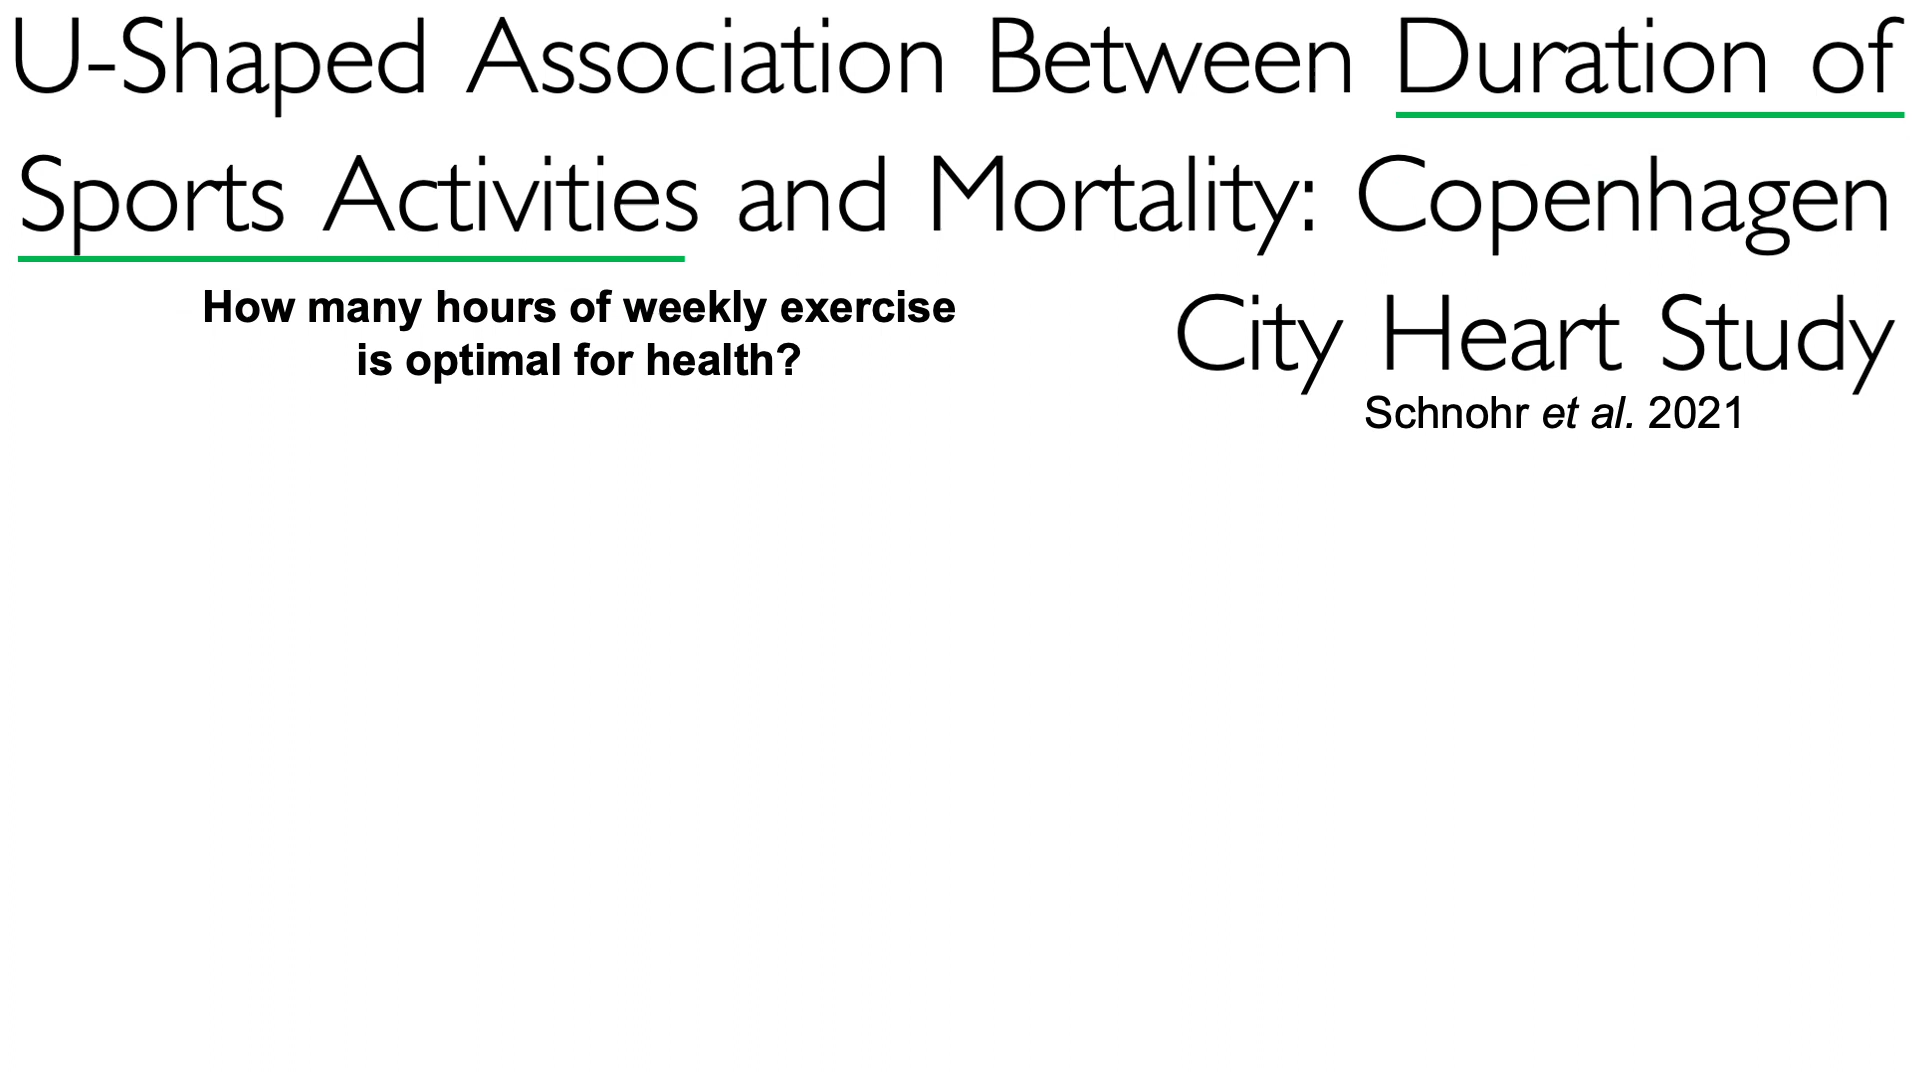 U-Shaped Association Between Duration of
Sports Activities and Mortality: Copenhagen
City Heart Study
How many hours of weekly exercise
is optimal for health?
Schnohr et al. 2021